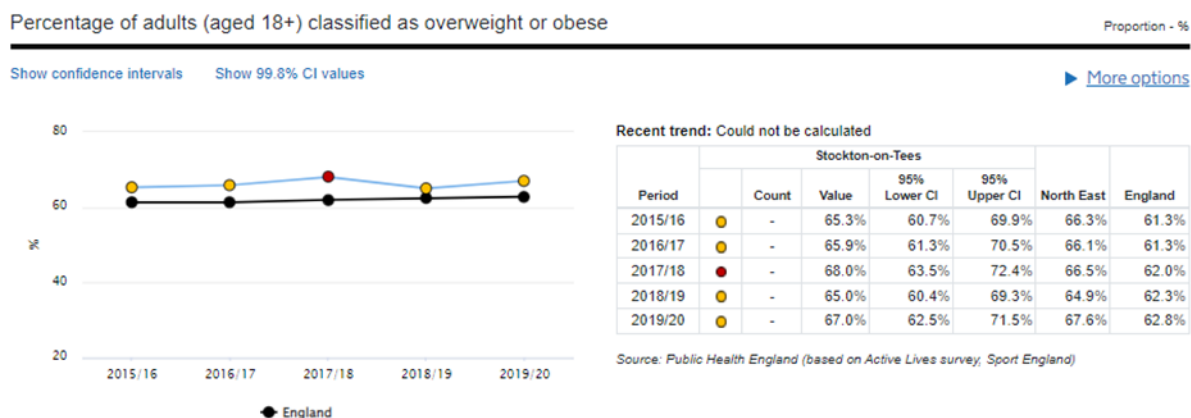 Percentage of adults (aged 18+) classified as overweight or obese
Proportion - %
Show confidence intervals
Show 99.8% CI values
▶ More options
80
60
%
40
20
2015/16 2016/17 2017/18 2018/19 2019/20
England
Recent trend: Could not be calculated
Stockton-on-Tees
Period Count Value 95% Lower CI 95% Upper CI North East England
2015/16 - 65.3% 60.7% 69.9% 66.3% 61.3%
2016/17 - 65.9% 61.3% 70.5% 66.1% 61.3%
2017/18 - 68.0% 63.5% 72.4% 66.5% 62.0%
2018/19 - 65.0% 60.4% 69.3% 64.9% 62.3%
2019/20 - 67.0% 62.5% 71.5% 67.6% 62.8%
Source: Public Health England (based on Active Lives survey, Sport England)